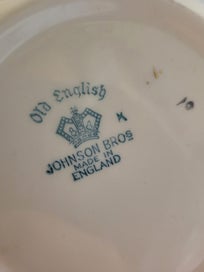 Old English
K
JOHNSON BROS
MADE IN
ENGLAND